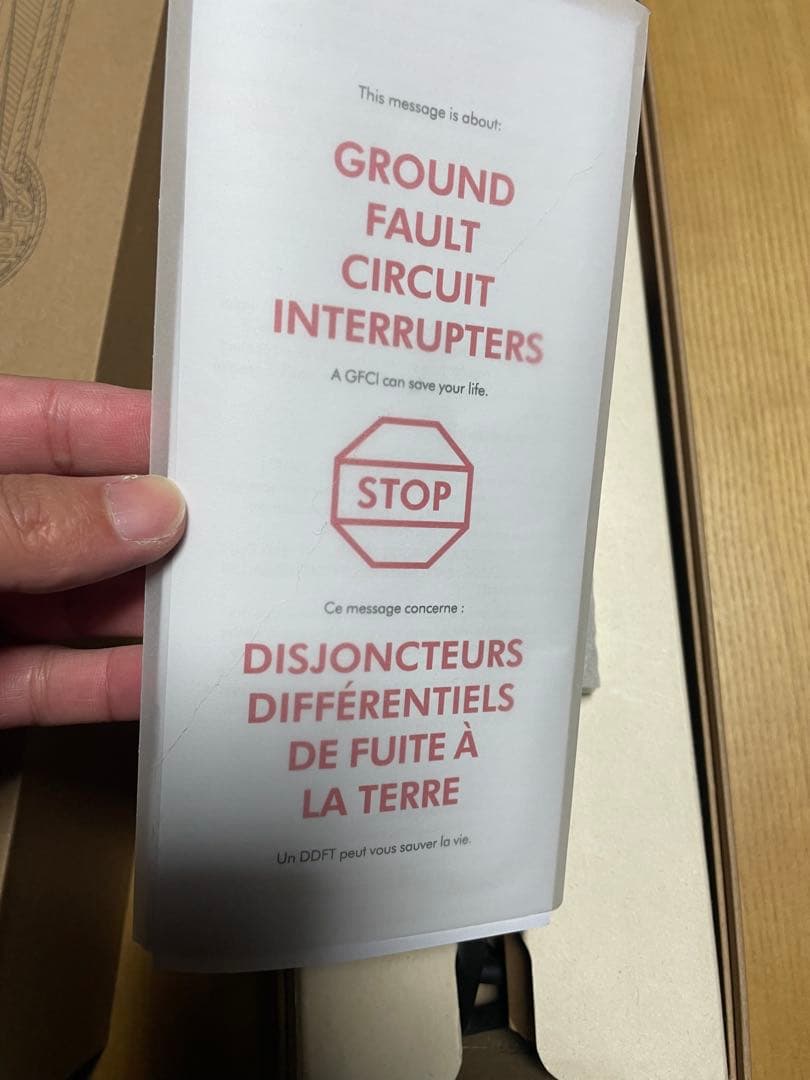 This message is about:
GROUND
FAULT
CIRCUIT
INTERRUPTERS
A GFCI can save your life.
STOP
Ce message concerne :
DISJONCTEURS
DIFFÉRENTIELS
DE FUITE À
LA TERRE
Un DDFT peut vous sauver la vie.